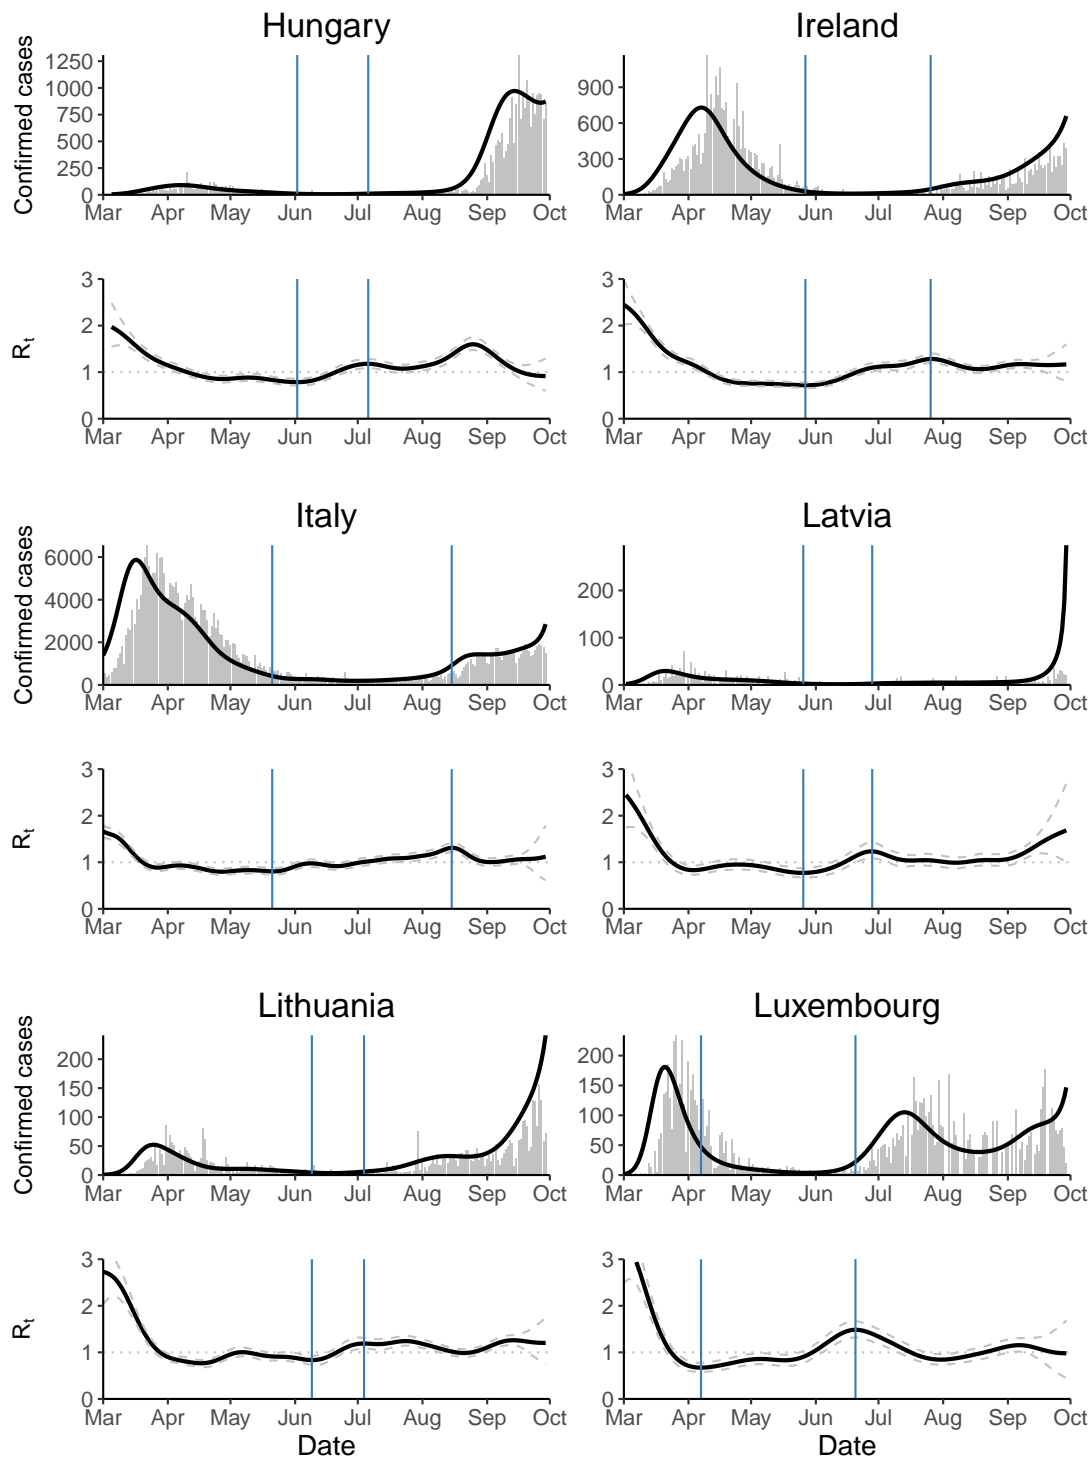 Hungary
Confirmed cases
1250
1000
750
500
250
0
Mar Apr May Jun Jul Aug Sep Oct
R_t
3
2
1
0
Mar Apr May Jun Jul Aug Sep Oct
Ireland
900
600
300
0
Mar Apr May Jun Jul Aug Sep Oct
3
2
1
0
Mar Apr May Jun Jul Aug Sep Oct
Italy
Confirmed cases
6000
4000
2000
0
Mar Apr May Jun Jul Aug Sep Oct
R_t
3
2
1
0
Mar Apr May Jun Jul Aug Sep Oct
Latvia
200
100
0
Mar Apr May Jun Jul Aug Sep Oct
3
2
1
0
Mar Apr May Jun Jul Aug Sep Oct
Lithuania
Confirmed cases
200
150
100
50
0
Mar Apr May Jun Jul Aug Sep Oct
R_t
3
2
1
0
Mar Apr May Jun Jul Aug Sep Oct
Date
Luxembourg
200
150
100
50
0
Mar Apr May Jun Jul Aug Sep Oct
3
2
1
0
Mar Apr May Jun Jul Aug Sep Oct
Date